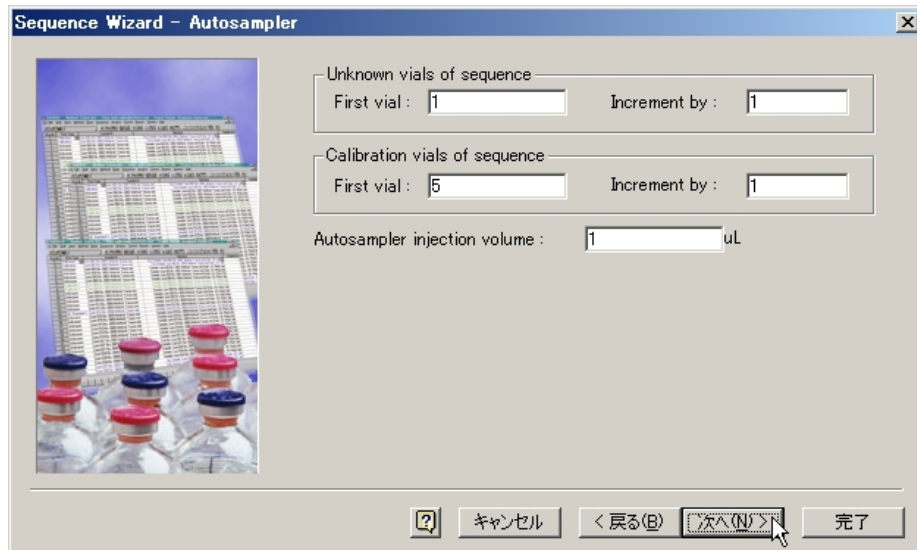 Sequence Wizard - Autosampler
Unknown vials of sequence
First vial : 1 Increment by : 1
Calibration vials of sequence
First vial : 5 Increment by : 1
Autosampler injection volume : 1 uL
キャンセル < 戻る(B) 次へ(N) > 完了